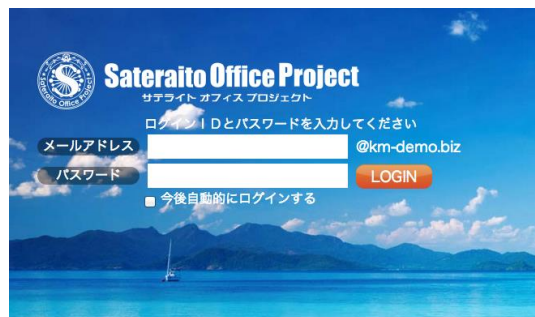 Sateraito Office Project
サテライト オフィス プロジェクト
ログインＩＤとパスワードを入力してください
メールアドレス @km-demo.biz
パスワード LOGIN
今後自動的にログインする
Sateraito Office Project